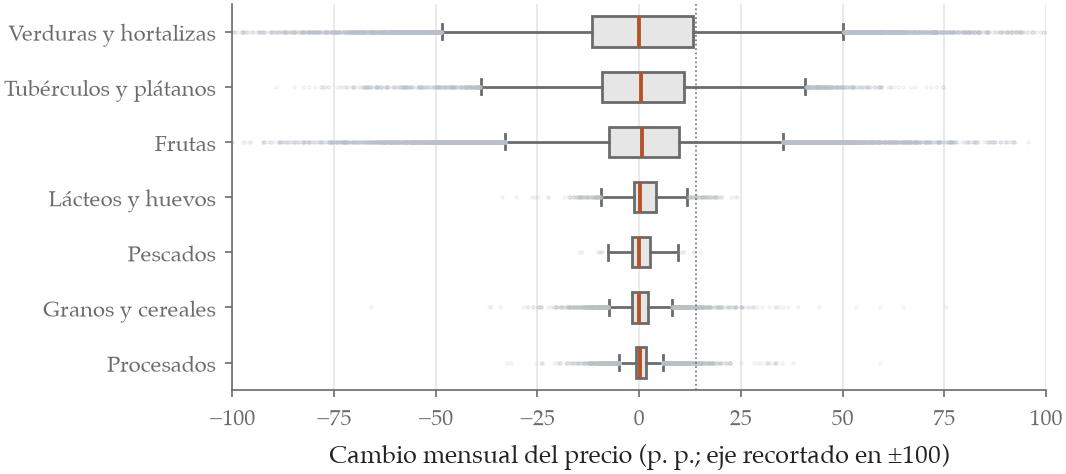 Verduras y hortalizas
Tubérculos y plátanos
Frutas
Lácteos y huevos
Pescados
Granos y cereales
Procesados
−100 −75 −50 −25 0 25 50 75 100
Cambio mensual del precio (p. p.; eje recortado en ±100)